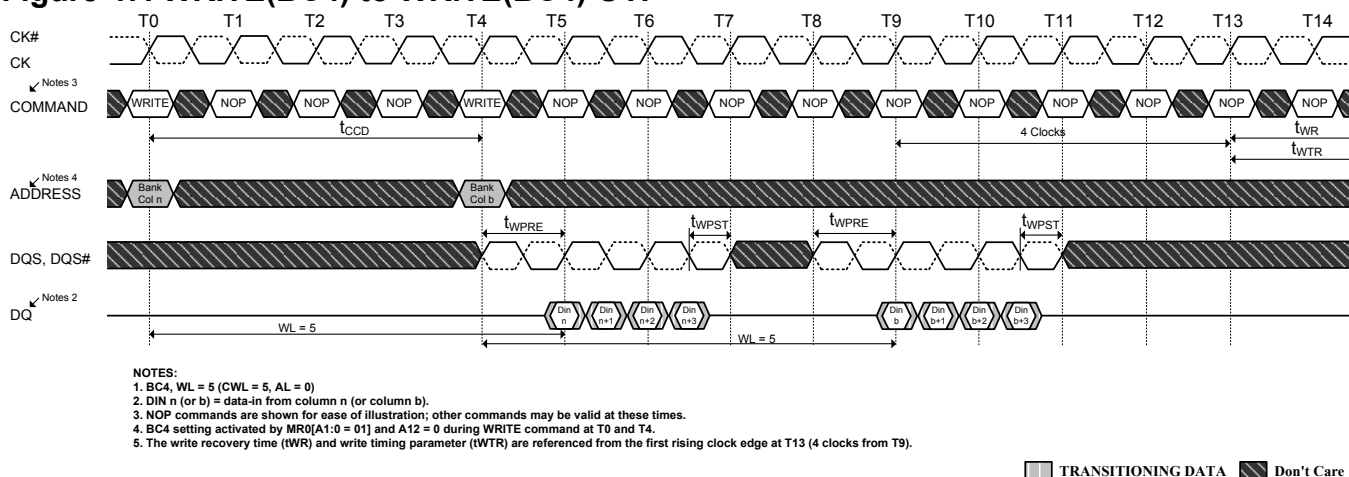 T0 T1 T2 T3 T4 T5 T6 T7 T8 T9 T10 T11 T12 T13 T14
CK#
CK
Notes 3
COMMAND
WRITE NOP NOP NOP WRITE NOP NOP NOP NOP NOP NOP NOP NOP NOP NOP
tCCD
4 Clocks
tWR
tWTR
Notes 4
ADDRESS
Bank
Col n
Bank
Col b
tWPRE
tWPST
tWPRE
tWPST
DQS, DQS#
Notes 2
DQ
Din
n
Din
n+1
Din
n+2
Din
n+3
Din
b
Din
b+1
Din
b+2
Din
b+3
WL = 5
WL = 5
NOTES:
1. BC4, WL = 5 (CWL = 5, AL = 0)
2. DIN n (or b) = data-in from column n (or column b).
3. NOP commands are shown for ease of illustration; other commands may be valid at these times.
4. BC4 setting activated by MR0[A1:0 = 01] and A12 = 0 during WRITE command at T0 and T4.
5. The write recovery time (tWR) and write timing parameter (tWTR) are referenced from the first rising clock edge at T13 (4 clocks from T9).
TRANSITIONING DATA
Don't Care